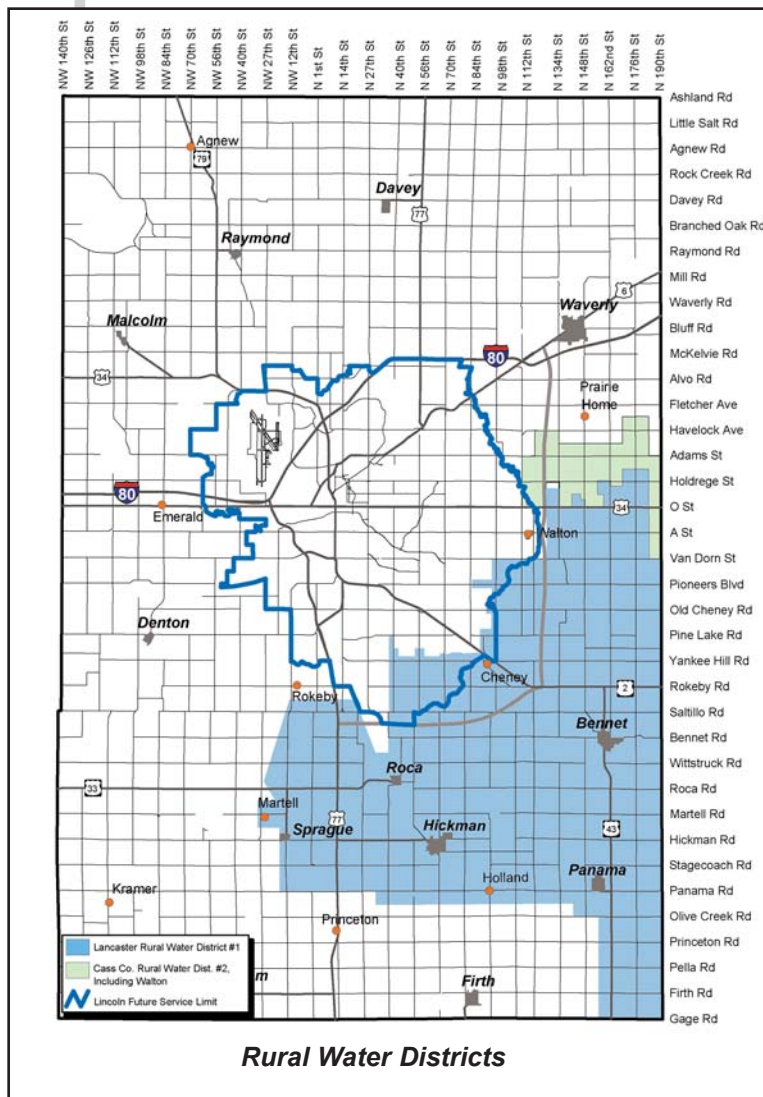 NW 140th St
NW 126th St
NW 112th St
NW 98th St
NW 84th St
NW 70th St
NW 56th St
NW 40th St
NW 27th St
NW 12th St
N 1st St
N 14th St
N 27th St
N 40th St
N 56th St
N 70th St
N 84th St
N 98th St
N 112th St
N 134th St
N 148th St
N 162nd St
N 176th St
N 190th St
Ashland Rd
Little Salt Rd
Agnew Rd
Rock Creek Rd
Davey Rd
Branched Oak Rd
Raymond Rd
Mill Rd
Waverly Rd
Bluff Rd
McKelvie Rd
Alvo Rd
Fletcher Ave
Havelock Ave
Adams St
Holdrege St
O St
A St
Van Dorn St
Pioneers Blvd
Old Cheney Rd
Pine Lake Rd
Yankee Hill Rd
Rokeby Rd
Saltillo Rd
Bennet Rd
Wittstruck Rd
Roca Rd
Martell Rd
Hickman Rd
Stagecoach Rd
Panama Rd
Olive Creek Rd
Princeton Rd
Pella Rd
Firth Rd
Gage Rd
Agnew
79
Davey
77
Raymond
6
Waverly
Malcolm
80
34
Prairie
Home
80
Emerald
34
Walton
Denton
Cheney
Rokeby
2
Bennet
Roca
33
Martell
77
Sprague
Hickman
43
Kramer
Holland
Panama
Princeton
Lancaster Rural Water District #1
Cass Co. Rural Water Dist. #2,
Including Walton
Lincoln Future Service Limit
m
Firth
Rural Water Districts